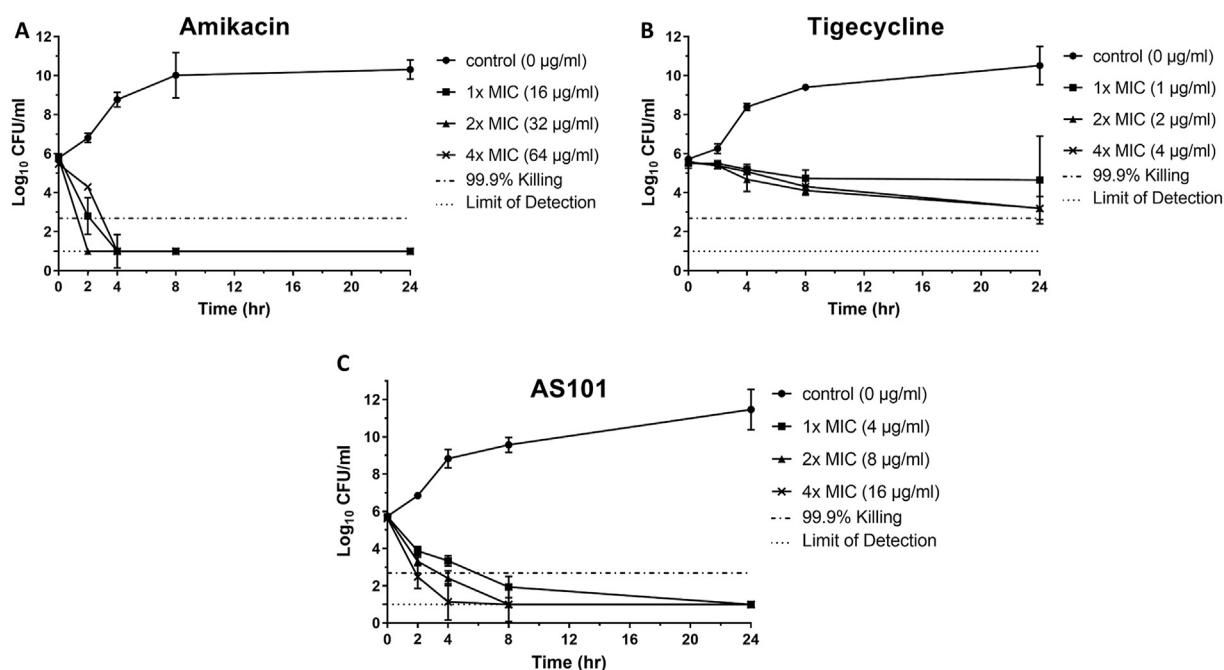 A
Amikacin
Log10 CFU/ml
12
10
8
6
4
2
0
0 2 4 8 12 16 20 24
Time (hr)
control (0 µg/ml)
1x MIC (16 µg/ml)
2x MIC (32 µg/ml)
4x MIC (64 µg/ml)
99.9% Killing
Limit of Detection
B
Tigecycline
Log10 CFU/ml
12
10
8
6
4
2
0
0 2 4 8 12 16 20 24
Time (hr)
control (0 µg/ml)
1x MIC (1 µg/ml)
2x MIC (2 µg/ml)
4x MIC (4 µg/ml)
99.9% Killing
Limit of Detection
C
AS101
Log10 CFU/ml
12
10
8
6
4
2
0
0 2 4 8 12 16 20 24
Time (hr)
control (0 µg/ml)
1x MIC (4 µg/ml)
2x MIC (8 µg/ml)
4x MIC (16 µg/ml)
99.9% Killing
Limit of Detection